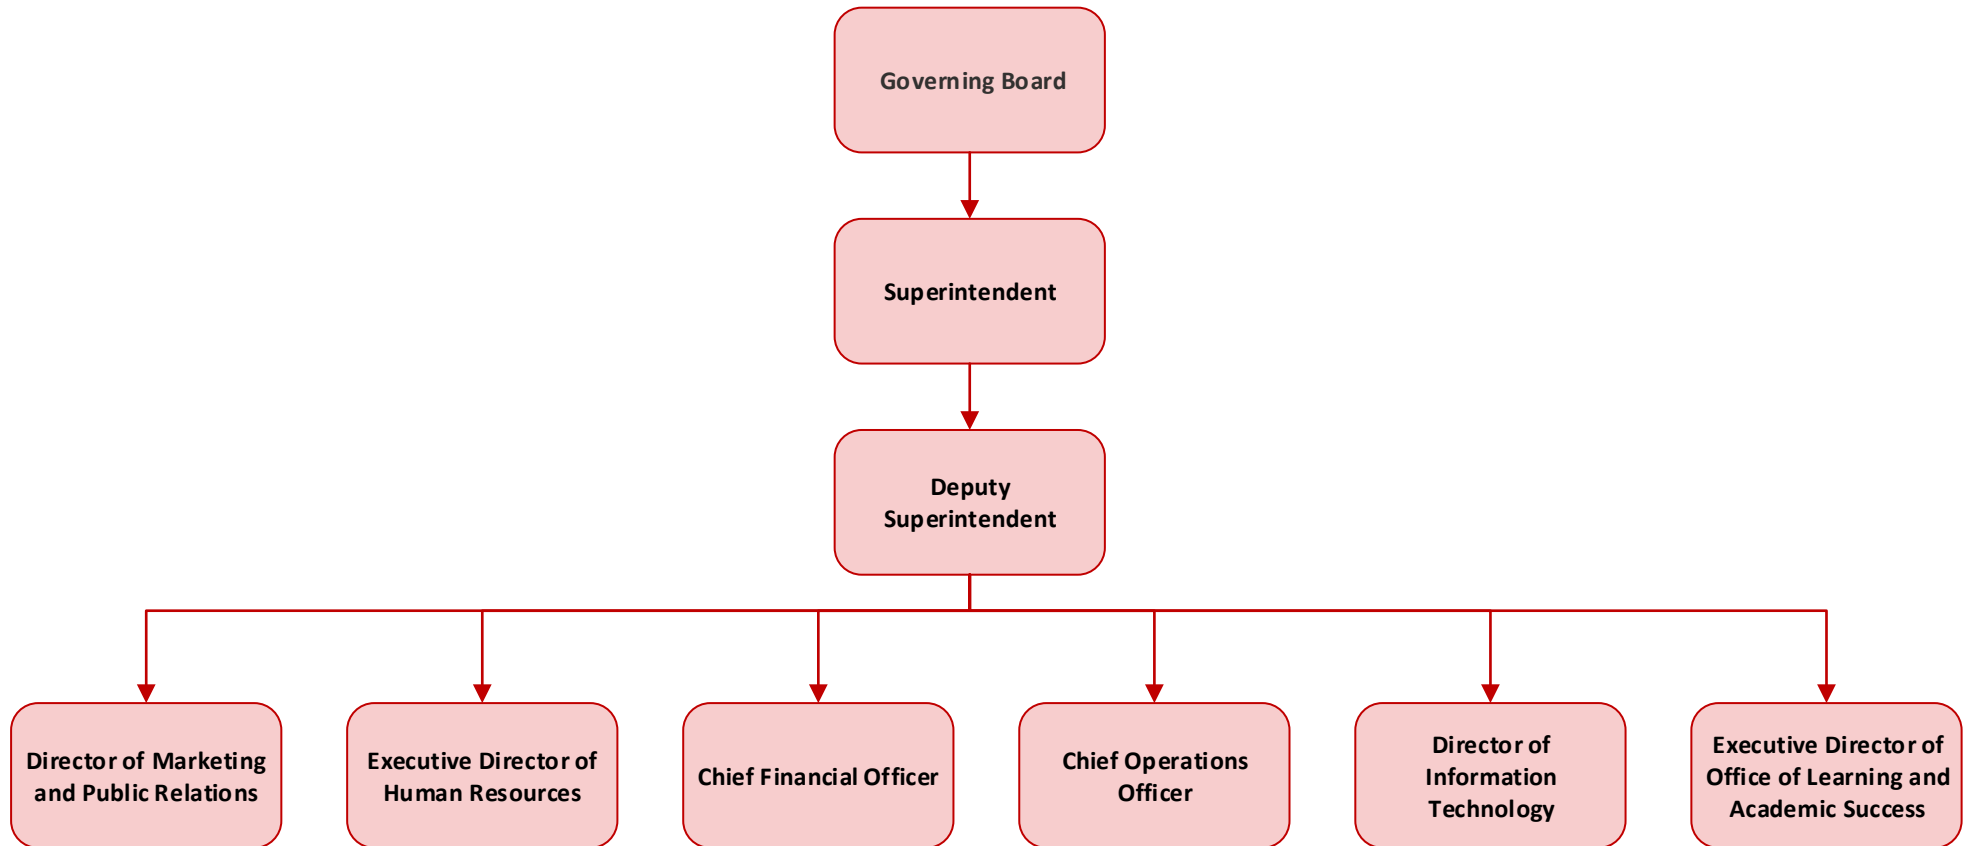 Governing Board
Superintendent
Deputy
Superintendent
Director of Marketing
and Public Relations
Executive Director of
Human Resources
Chief Financial Officer
Chief Operations
Officer
Director of
Information
Technology
Executive Director of
Office of Learning and
Academic Success